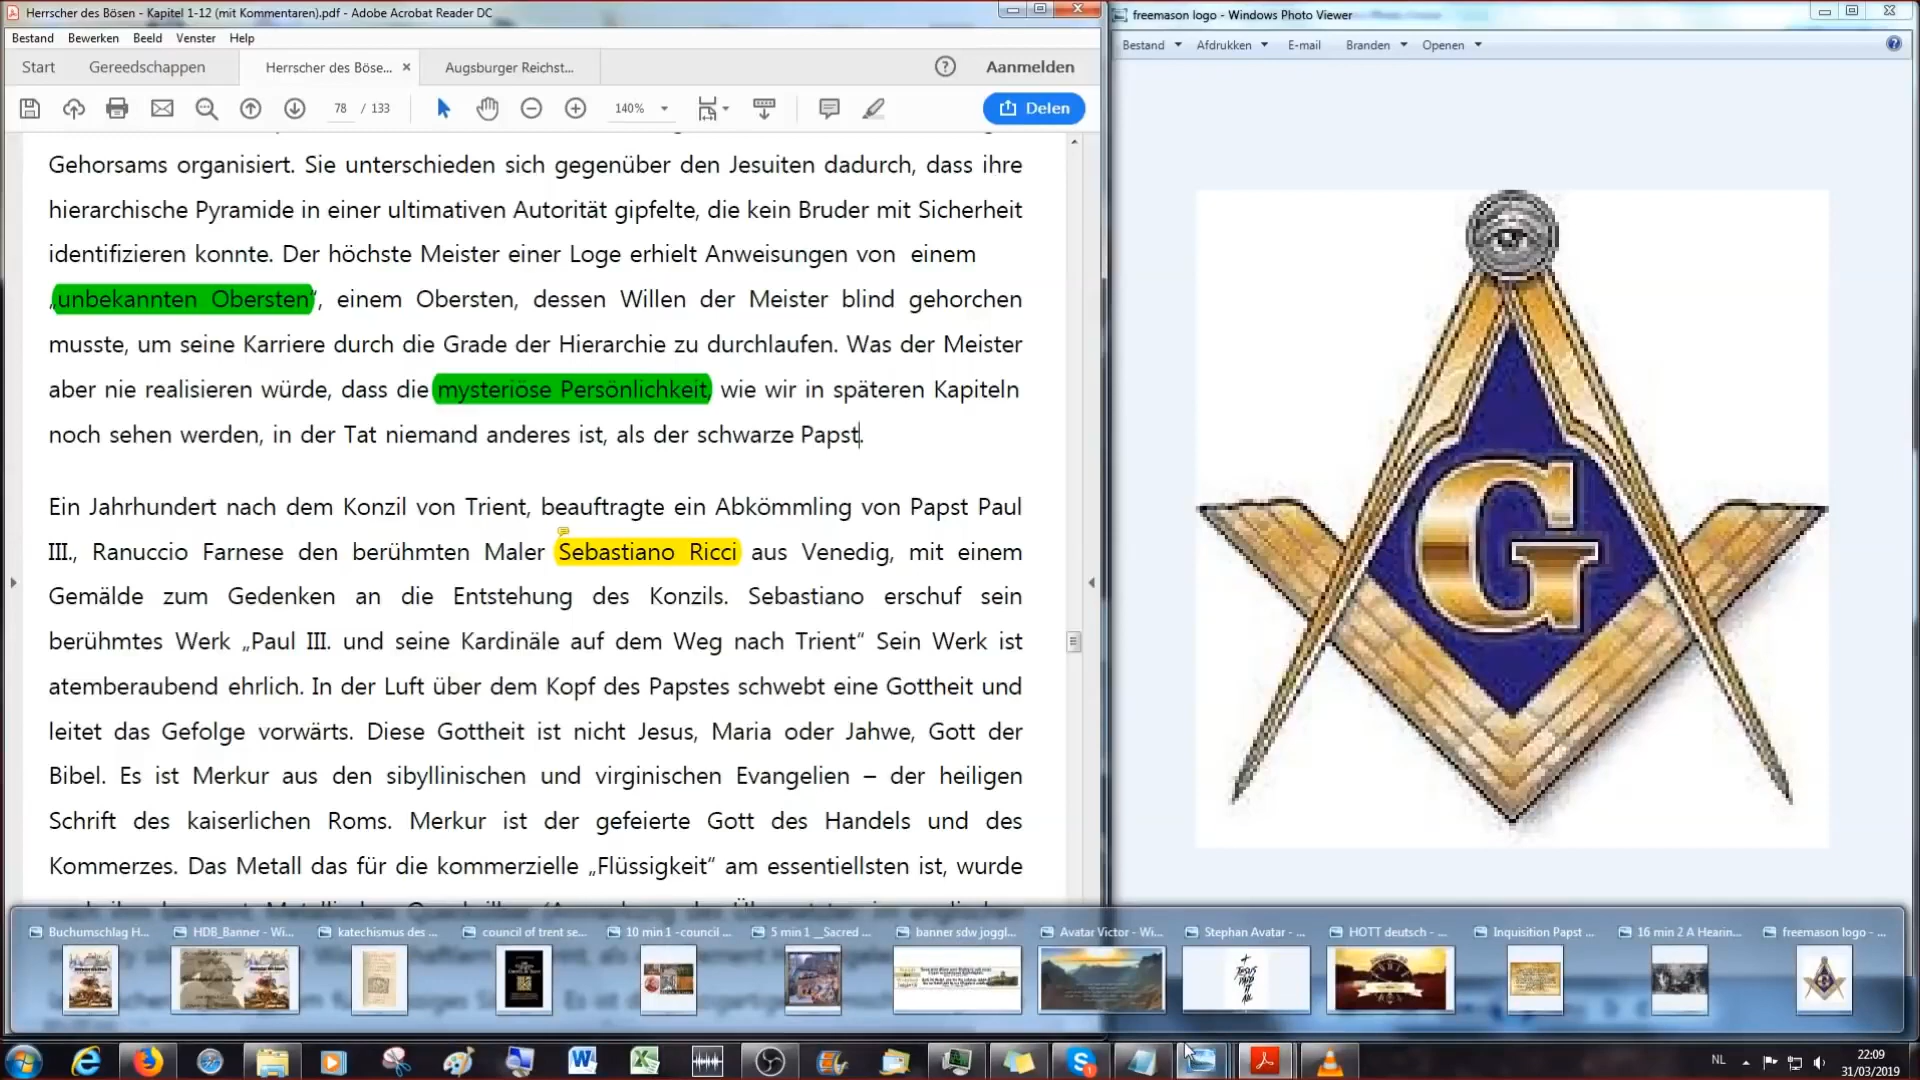 Herrscher des Bösen - Kapitel 1-12 (mit Kommentaren).pdf - Adobe Acrobat Reader DC
Bestand Bewerken Beeld Venster Help
Start Gereedschappen Herrscher des Böse... × Augsburger Reichst... Aanmelden
78 / 133 140% Delen
Gehorsams organisiert. Sie unterschieden sich gegenüber den Jesuiten dadurch, dass ihre
hierarchische Pyramide in einer ultimativen Autorität gipfelte, die kein Bruder mit Sicherheit
identifizieren konnte. Der höchste Meister einer Loge erhielt Anweisungen von einem
„unbekannten Obersten“, einem Obersten, dessen Willen der Meister blind gehorchen
musste, um seine Karriere durch die Grade der Hierarchie zu durchlaufen. Was der Meister
aber nie realisieren würde, dass die mysteriöse Persönlichkeit, wie wir in späteren Kapiteln
noch sehen werden, in der Tat niemand anderes ist, als der schwarze Papst.
Ein Jahrhundert nach dem Konzil von Trient, beauftragte ein Abkömmling von Papst Paul
III., Ranuccio Farnese den berühmten Maler Sebastiano Ricci aus Venedig, mit einem
Gemälde zum Gedenken an die Entstehung des Konzils. Sebastiano erschuf sein
berühmtes Werk „Paul III. und seine Kardinäle auf dem Weg nach Trient“ Sein Werk ist
atemberaubend ehrlich. In der Luft über dem Kopf des Papstes schwebt eine Gottheit und
leitet das Gefolge vorwärts. Diese Gottheit ist nicht Jesus, Maria oder Jahwe, Gott der
Bibel. Es ist Merkur aus den sibyllinischen und virginischen Evangelien – der heiligen
Schrift des kaiserlichen Roms. Merkur ist der gefeierte Gott des Handels und des
Kommerzes. Das Metall das für die kommerzielle „Flüssigkeit“ am essentiellsten ist, wurde
freemason logo - Windows Photo Viewer
Bestand Afdrukken E-mail Branden Openen
G
Buchumschlag H... HDB_Banner - Wi... katechismus des ... council of trent se... 10 min 1 -council ... 5 min 1 __Sacred ... banner sdw joggl... Avatar Victor - Wi... Stephan Avatar - ... HOTT deutsch - ... Inquisition Papst ... 16 min 2 A Hearin... freemason logo - ...
JESUS PAID IT ALL
NL 22:09
31/03/2019